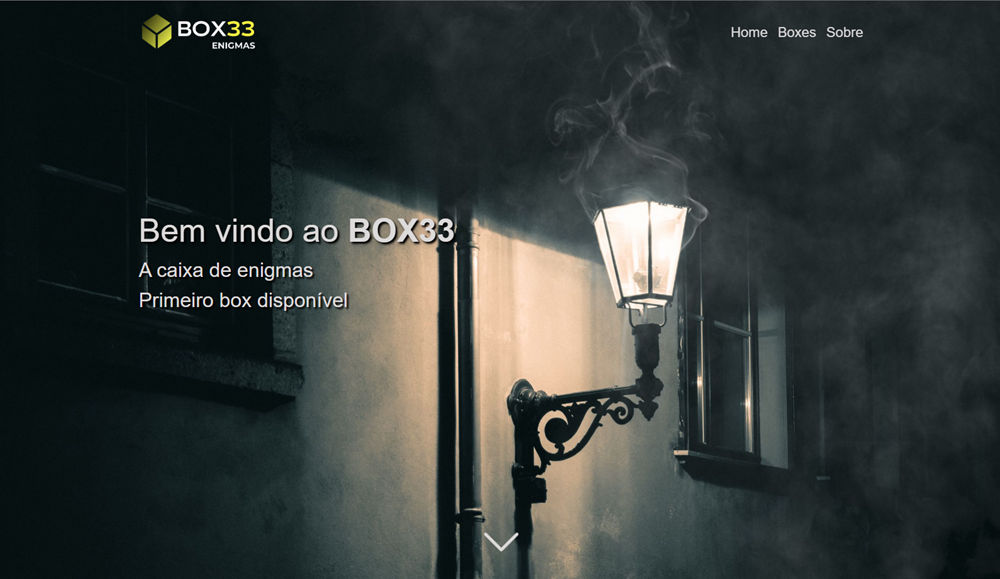 BOX33
ENIGMAS
Home Boxes Sobre
Bem vindo ao BOX33
A caixa de enigmas
Primeiro box disponível